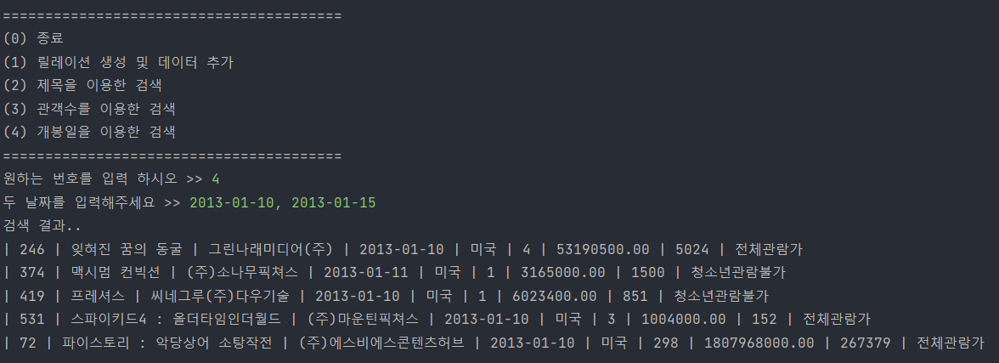 ========================================
(0) 종료
(1) 릴레이션 생성 및 데이터 추가
(2) 제목을 이용한 검색
(3) 관객수를 이용한 검색
(4) 개봉일을 이용한 검색
========================================
원하는 번호를 입력 하시오 >> 4
두 날짜를 입력해주세요 >> 2013-01-10, 2013-01-15
검색 결과..
| 246 | 잊혀진 꿈의 동굴 | 그린나래미디어(주) | 2013-01-10 | 미국 | 4 | 53190500.00 | 5024 | 전체관람가
| 374 | 맥시멈 컨빅션 | (주)소나무픽쳐스 | 2013-01-11 | 미국 | 1 | 3165000.00 | 1500 | 청소년관람불가
| 419 | 프레셔스 | 씨네그루(주)다우기술 | 2013-01-10 | 미국 | 1 | 6023400.00 | 851 | 청소년관람불가
| 531 | 스파이키드4 : 올더타임인더월드 | (주)마운틴픽쳐스 | 2013-01-10 | 미국 | 3 | 1004000.00 | 152 | 전체관람가
| 72 | 파이스토리 : 악당상어 소탕작전 | (주)에스비에스콘텐츠허브 | 2013-01-10 | 미국 | 298 | 1807968000.00 | 267379 | 전체관람가